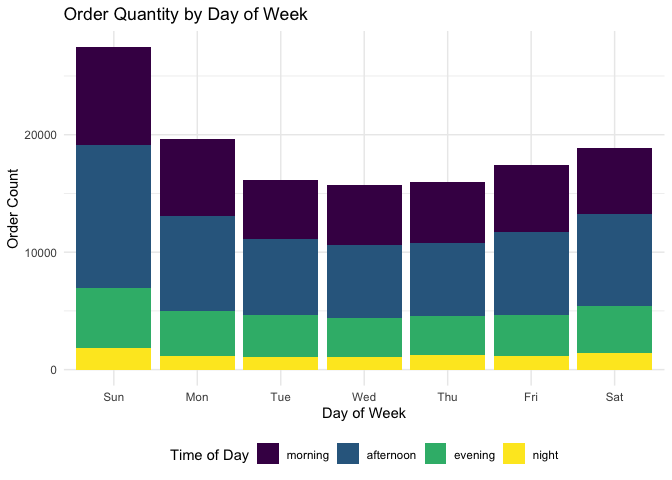 Order Quantity by Day of Week
Order Count
20000
10000
0
Sun Mon Tue Wed Thu Fri Sat
Day of Week
Time of Day morning afternoon evening night